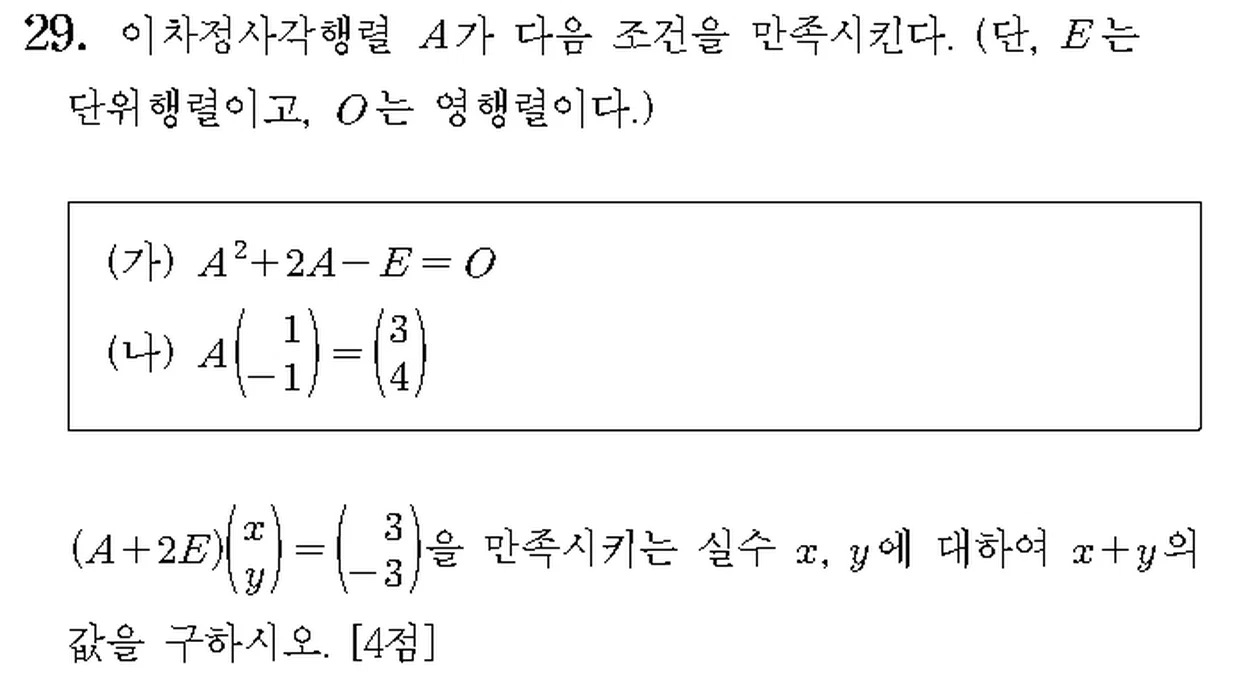 29. 이차정사각행렬 A가 다음 조건을 만족시킨다. (단, E는
단위행렬이고, O는 영행렬이다.)
(가) A²+2A−E=O
(나) A(1 −1)=(3 4)
(A+2E)(x y)=(3 −3)을 만족시키는 실수 x, y에 대하여 x+y의
값을 구하시오. [4점]